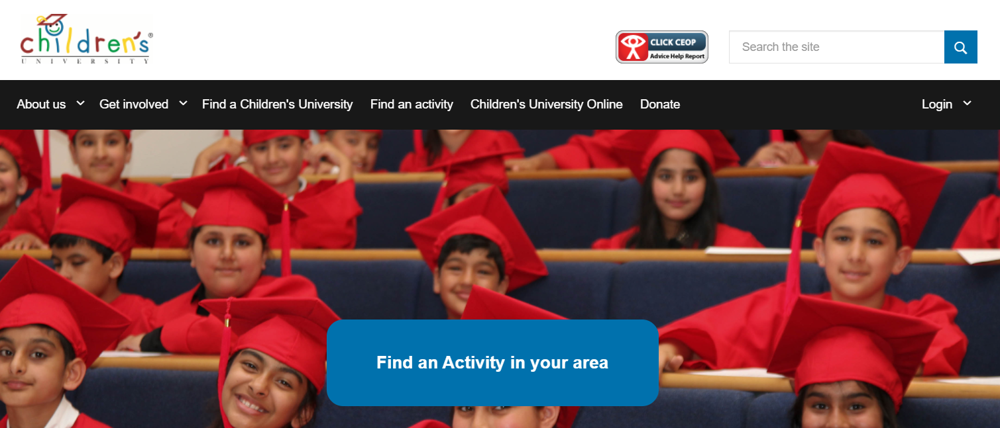 children's®
UNIVERSITY
CLICK CEOP
Advice Help Report
Search the site
About us
Get involved
Find a Children's University
Find an activity
Children's University Online
Donate
Login
Find an Activity in your area